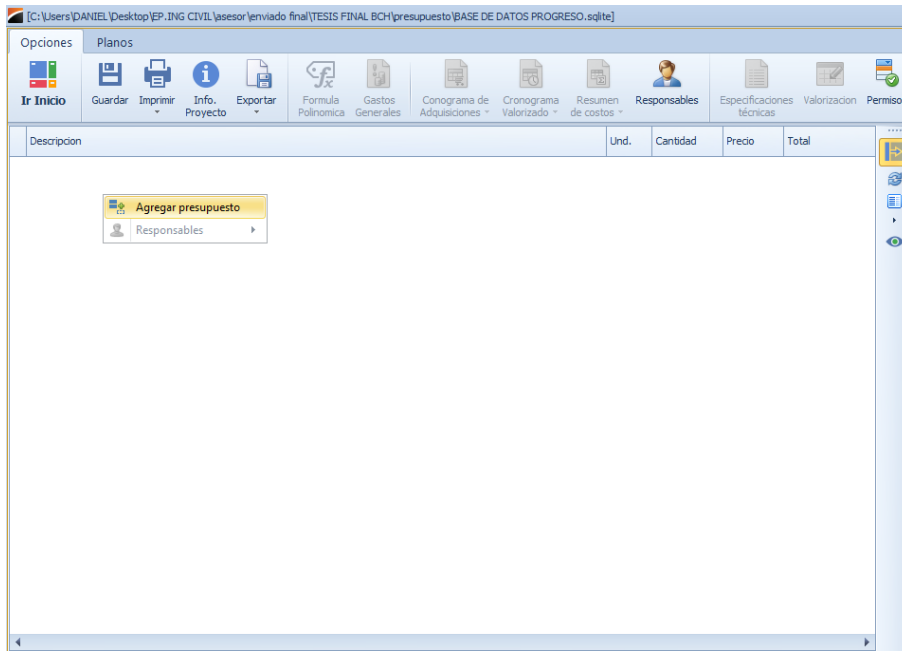 [C:\Users\DANIEL\Desktop\EP.ING CIVIL\asesor\enviado final\TESIS FINAL BCH\presupuesto\BASE DE DATOS PROGRESO.sqlite]
Opciones Planos
Ir Inicio
Guardar
Imprimir
Info.
Proyecto
Exportar
Formula
Polinomica
Gastos
Generales
Conograma de
Adquisiciones
Cronograma
Valorizado
Resumen
de costos
Responsables
Especificaciones
técnicas
Valorizacion
Permiso
Descripcion Und. Cantidad Precio Total
Agregar presupuesto
Responsables